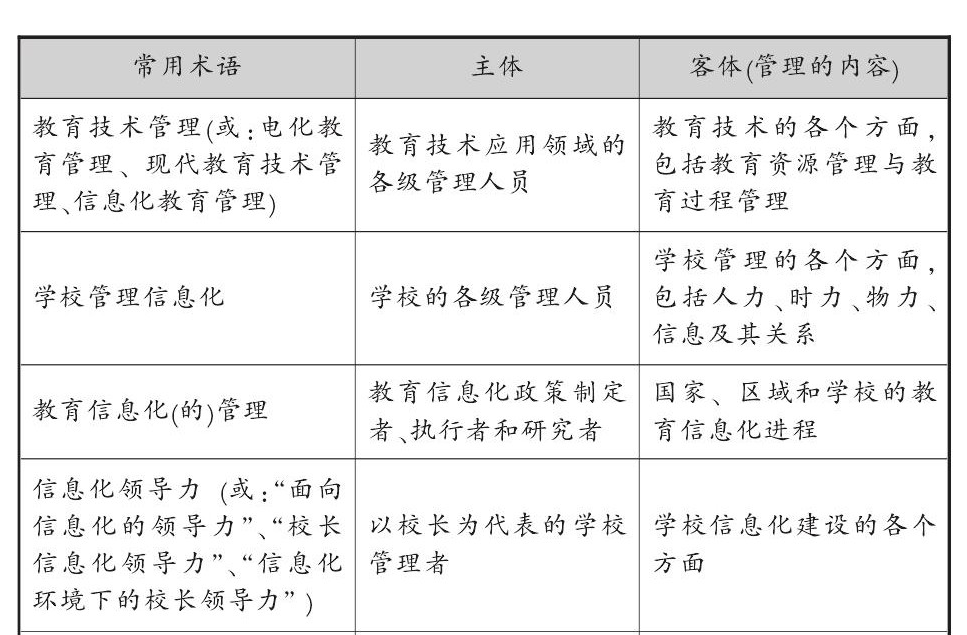 常用术语
主体
客体(管理的内容)
教育技术管理(或:电化教
育管理、现代教育技术管
理、信息化教育管理)
教育技术应用领域的
各级管理人员
教育技术的各个方面,
包括教育资源管理与教
育过程管理
学校管理信息化
学校的各级管理人员
学校管理的各个方面,
包括人力、时力、物力、
信息及其关系
教育信息化(的)管理
教育信息化政策制定
者、执行者和研究者
国家、区域和学校的教
育信息化进程
信息化领导力(或:“面向
信息化的领导力”、“校长
信息化领导力”、“信息化
环境下的校长领导力”)
以校长为代表的学校
管理者
学校信息化建设的各个
方面